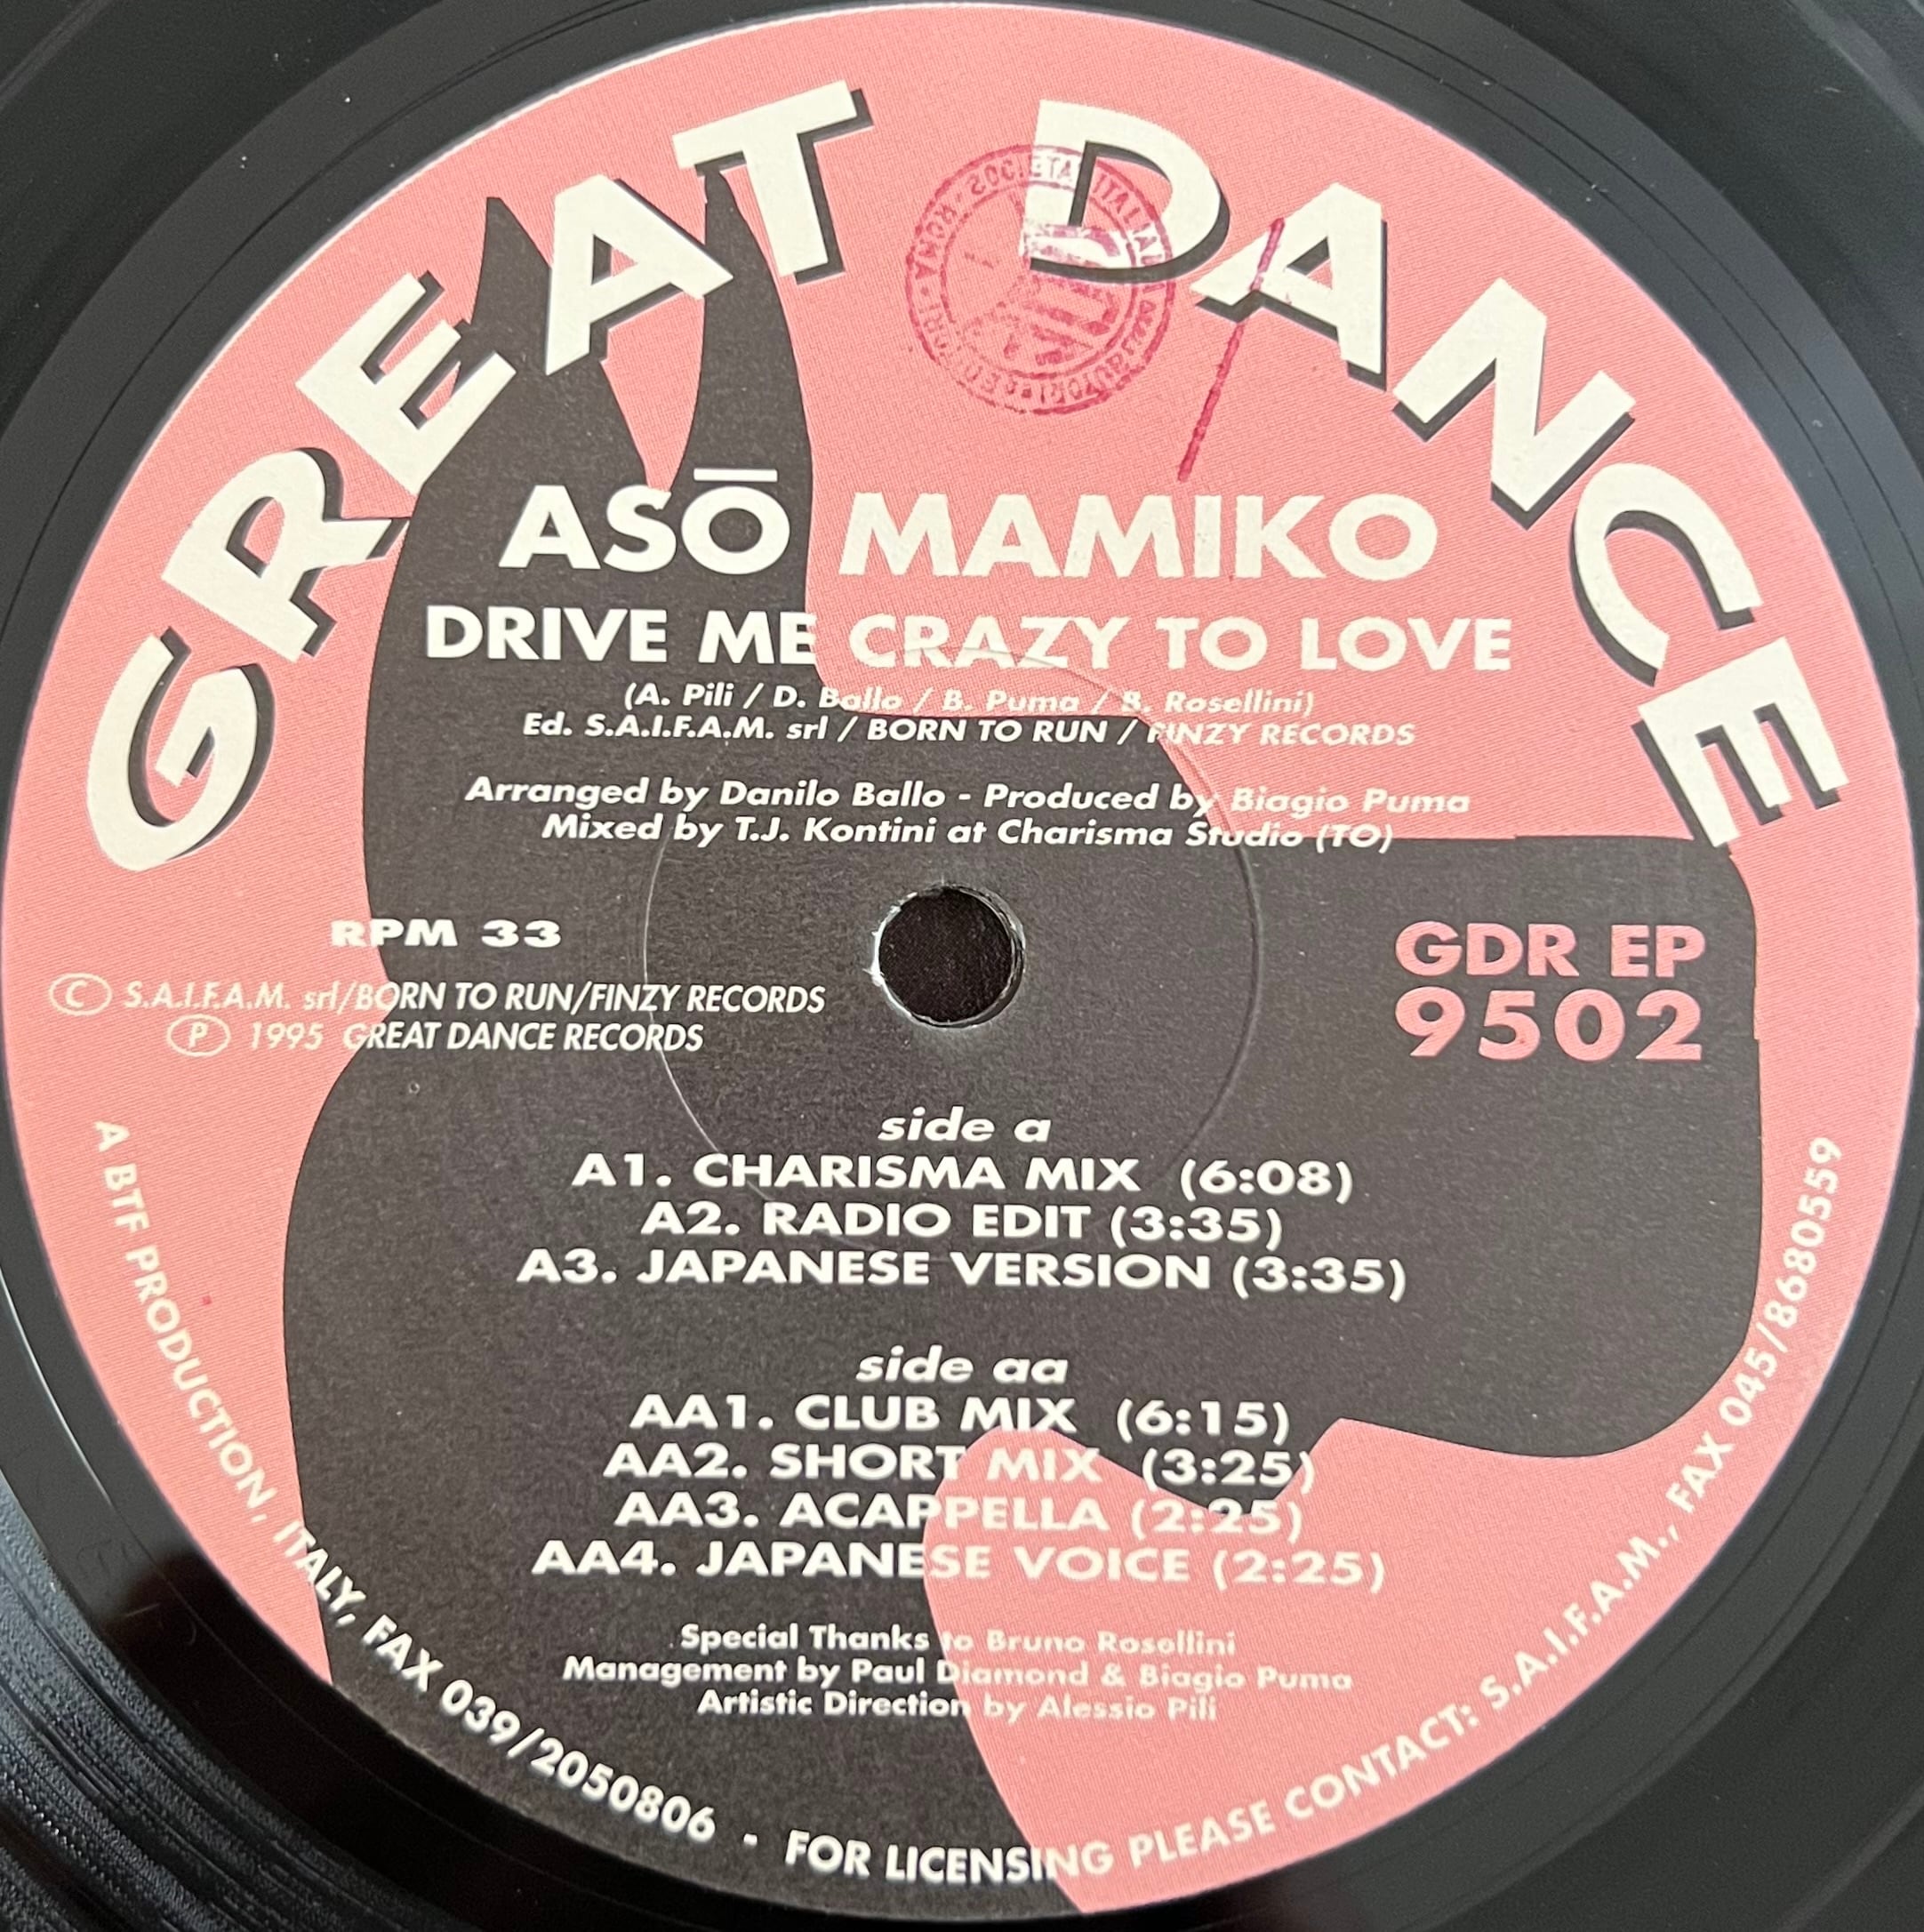 GREAT DANCE
ASŌ MAMIKO
DRIVE ME CRAZY TO LOVE
(A. Pili / D. Ballo / B. Puma / B. Rosellini)
Ed. S.A.I.F.A.M. srl / BORN TO RUN / FINZY RECORDS
Arranged by Danilo Ballo - Produced by Biagio Puma
Mixed by T.J. Kontini at Charisma Studio (TO)
RPM 33
Ⓒ S.A.I.F.A.M. srl/BORN TO RUN/FINZY RECORDS
Ⓟ 1995 GREAT DANCE RECORDS
GDR EP
9502
side a
A1. CHARISMA MIX (6:08)
A2. RADIO EDIT (3:35)
A3. JAPANESE VERSION (3:35)
side aa
AA1. CLUB MIX (6:15)
AA2. SHORT MIX (3:25)
AA3. ACAPPELLA (2:25)
AA4. JAPANESE VOICE (2:25)
Special Thanks to Bruno Rosellini
Management by Paul Diamond & Biagio Puma
Artistic Direction by Alessio Pili
A BTF PRODUCTION, ITALY, FAX 039/2050806 - FOR LICENSING PLEASE CONTACT: S.A.I.F.A.M., FAX 045/8680559
ROMA